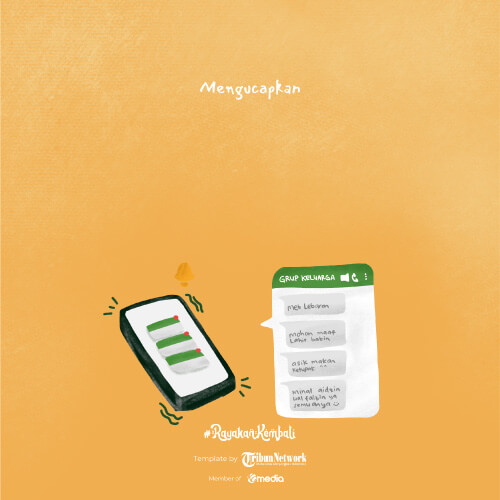 Mengucapkan
GRUP KELUARGA
Met Lebaran
mohon maaf
lahir batin
asik makan
ketupat ^^
minal aidzin
wal faizin ya
semuanya
#RayakanKembali
Template by: TribunNetwork
Member of media